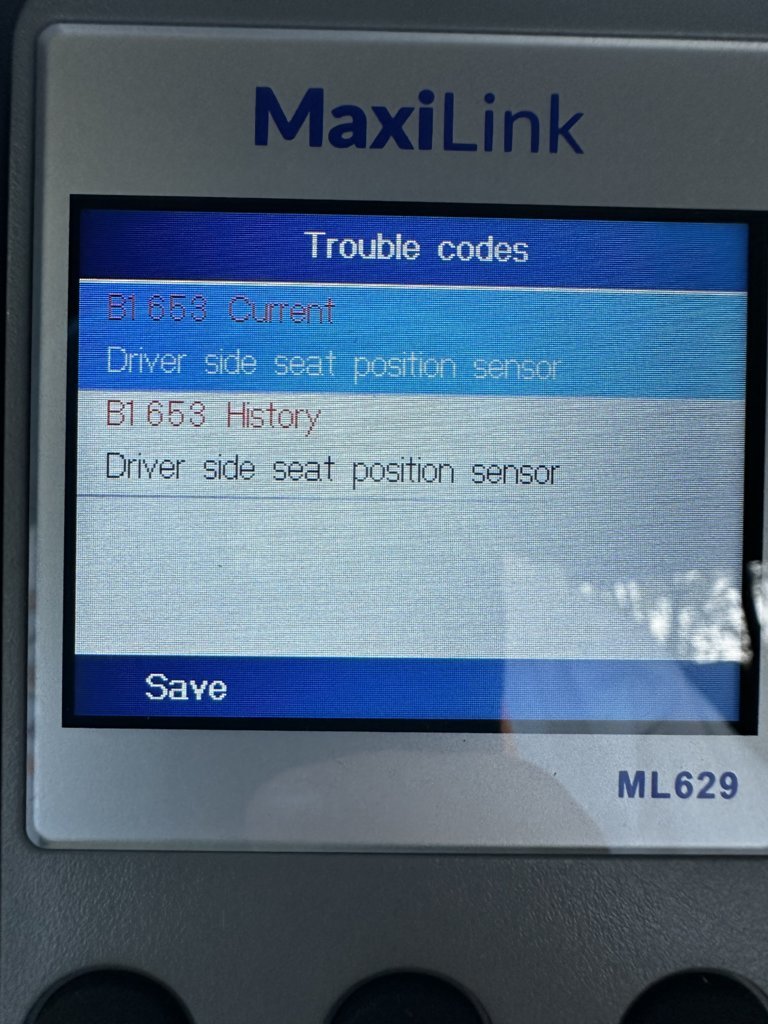 MaxiLink
Trouble codes
B1653 Current
Driver side seat position sensor
B1653 History
Driver side seat position sensor
Save
ML629